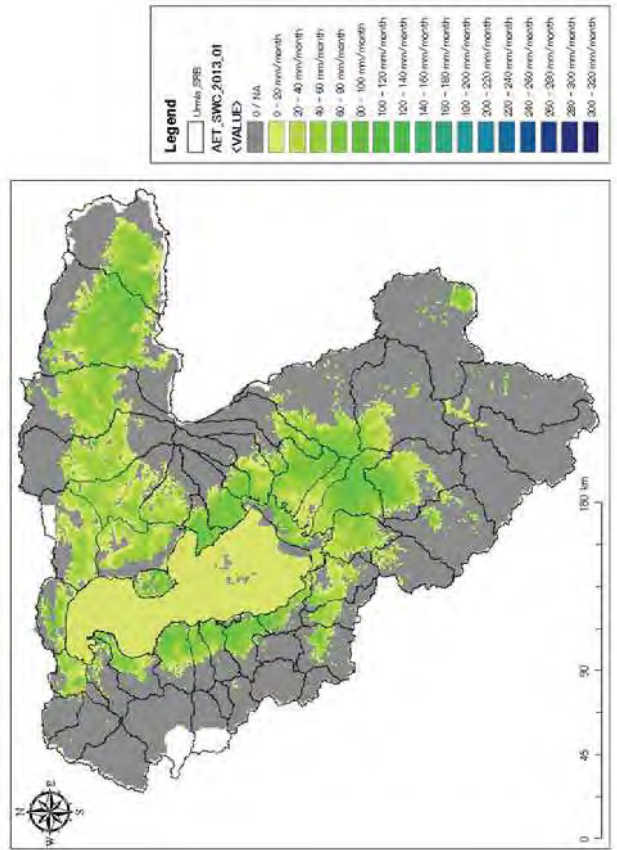 Legend
Urmia_SRB
AET_SWC_2013_01
<VALUE>
0 / NA
0 - 20 mm/month
20 - 40 mm/month
40 - 60 mm/month
60 - 80 mm/month
80 - 100 mm/month
100 - 120 mm/month
120 - 140 mm/month
140 - 160 mm/month
160 - 180 mm/month
180 - 200 mm/month
200 - 220 mm/month
220 - 240 mm/month
240 - 260 mm/month
260 - 280 mm/month
280 - 300 mm/month
300 - 320 mm/month
N
W
E
S
0
45
90
180 km